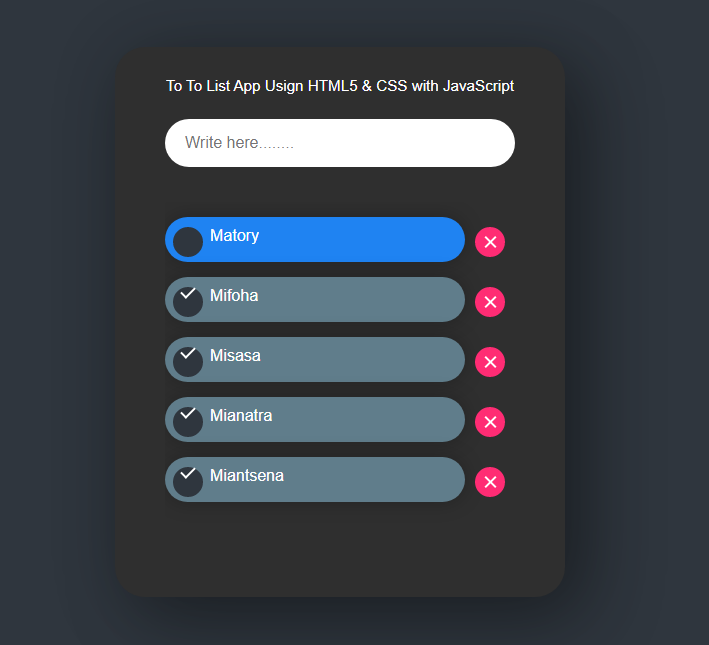 To To List App Usign HTML5 & CSS with JavaScript
Write here........
Matory
Mifoha
Misasa
Mianatra
Miantsena